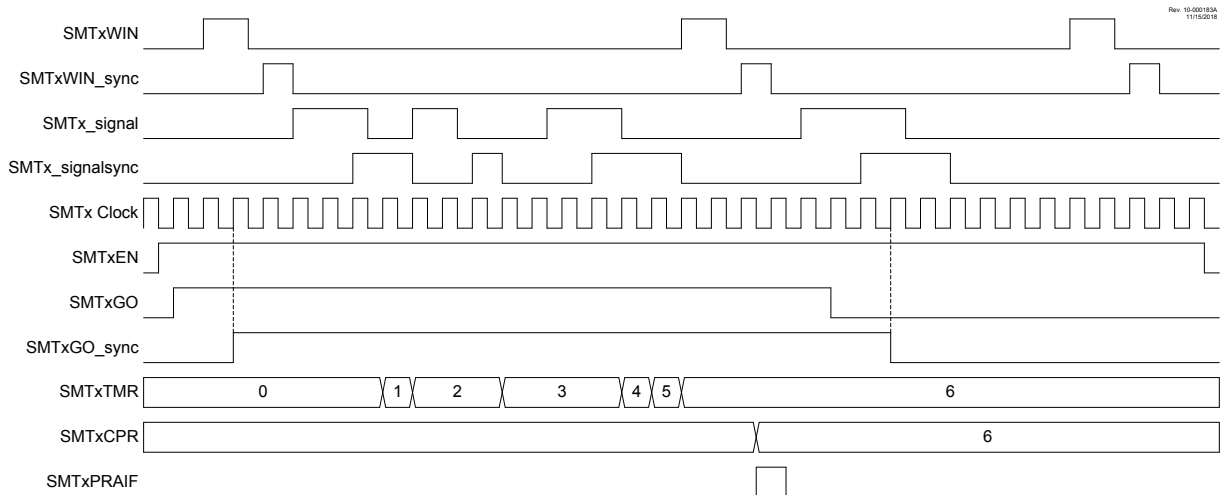 Rev. 10-000183A
11/15/2018
SMTxWIN
SMTxWIN_sync
SMTx_signal
SMTx_signalsync
SMTx Clock
SMTxEN
SMTxGO
SMTxGO_sync
SMTxTMR 0 1 2 3 4 5 6
SMTxCPR 6
SMTxPRAIF